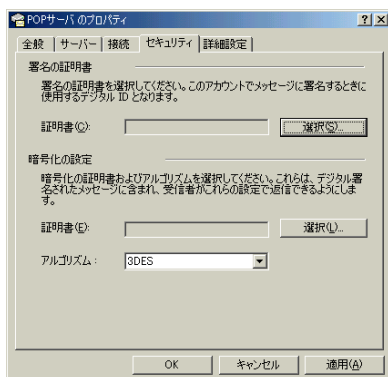 POPサーバ のプロパティ
全般 サーバー 接続 セキュリティ 詳細設定
署名の証明書
署名の証明書を選択してください。このアカウントでメッセージに署名するときに
使用するデジタル ID となります。
証明書(C): 選択(S)...
暗号化の設定
暗号化の証明書およびアルゴリズムを選択してください。これらは、デジタル署
名されたメッセージに含まれ、受信者がこれらの設定で返信できるようにしま
す。
証明書(E): 選択(L)...
アルゴリズム : 3DES
OK キャンセル 適用(A)